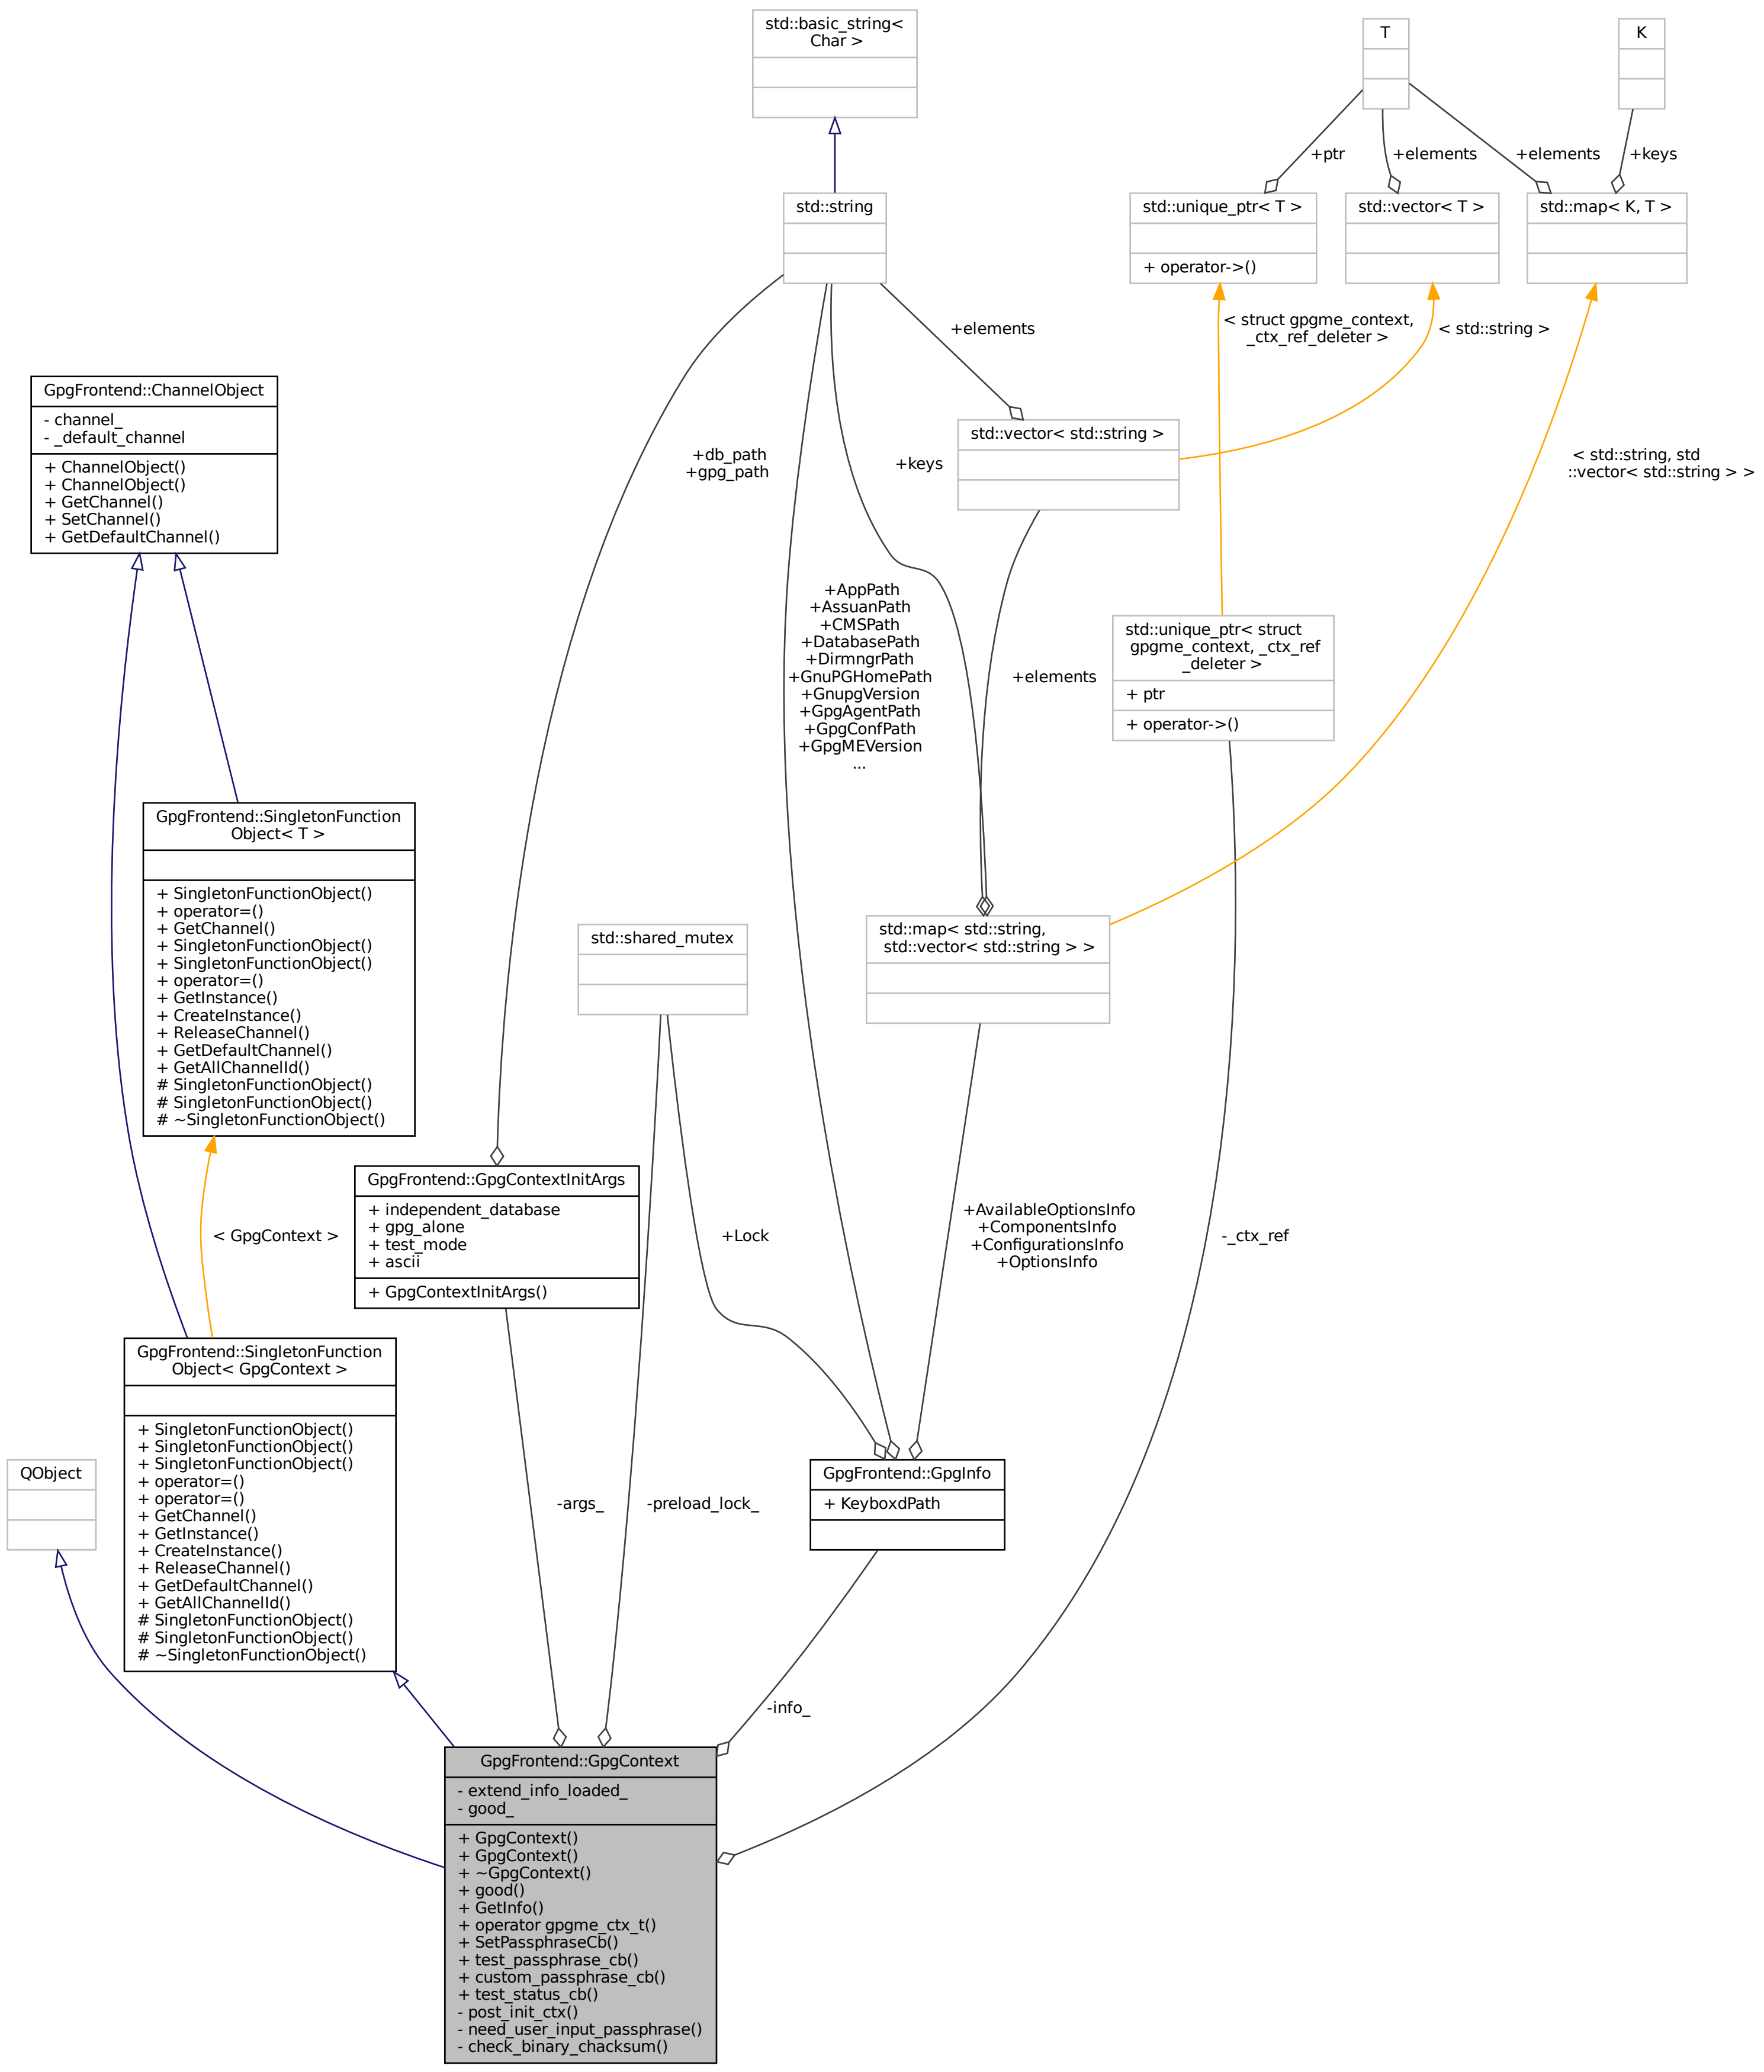 std::basic_string<
Char >
T
K
+ptr
+elements
+elements
+keys
std::string
std::unique_ptr< T >
+ operator->()
std::vector< T >
std::map< K, T >
< struct gpgme_context,
_ctx_ref_deleter >
< std::string >
+elements
GpgFrontend::ChannelObject
- channel_
- _default_channel
+ ChannelObject()
+ ChannelObject()
+ GetChannel()
+ SetChannel()
+ GetDefaultChannel()
+db_path
+gpg_path
+keys
std::vector< std::string >
< std::string, std
::vector< std::string > >
+AppPath
+AssuanPath
+CMSPath
+DatabasePath
+DirmngrPath
+GnuPGHomePath
+GnupgVersion
+GpgAgentPath
+GpgConfPath
+GpgMEVersion
...
+elements
std::unique_ptr< struct
gpgme_context, _ctx_ref
_deleter >
+ ptr
+ operator->()
GpgFrontend::SingletonFunction
Object< T >
+ SingletonFunctionObject()
+ operator=()
+ GetChannel()
+ SingletonFunctionObject()
+ SingletonFunctionObject()
+ operator=()
+ GetInstance()
+ CreateInstance()
+ ReleaseChannel()
+ GetDefaultChannel()
+ GetAllChannelId()
# SingletonFunctionObject()
# SingletonFunctionObject()
# ~SingletonFunctionObject()
std::shared_mutex
std::map< std::string,
std::vector< std::string > >
< GpgContext >
GpgFrontend::GpgContextInitArgs
+ independent_database
+ gpg_alone
+ test_mode
+ ascii
+ GpgContextInitArgs()
+Lock
+AvailableOptionsInfo
+ComponentsInfo
+ConfigurationsInfo
+OptionsInfo
-_ctx_ref
GpgFrontend::SingletonFunction
Object< GpgContext >
+ SingletonFunctionObject()
+ SingletonFunctionObject()
+ SingletonFunctionObject()
+ operator=()
+ operator=()
+ GetChannel()
+ GetInstance()
+ CreateInstance()
+ ReleaseChannel()
+ GetDefaultChannel()
+ GetAllChannelId()
# SingletonFunctionObject()
# SingletonFunctionObject()
# ~SingletonFunctionObject()
QObject
-args_
-preload_lock_
GpgFrontend::GpgInfo
+ KeyboxdPath
-info_
GpgFrontend::GpgContext
- extend_info_loaded_
- good_
+ GpgContext()
+ GpgContext()
+ ~GpgContext()
+ good()
+ GetInfo()
+ operator gpgme_ctx_t()
+ SetPassphraseCb()
+ test_passphrase_cb()
+ custom_passphrase_cb()
+ test_status_cb()
- post_init_ctx()
- need_user_input_passphrase()
- check_binary_chacksum()